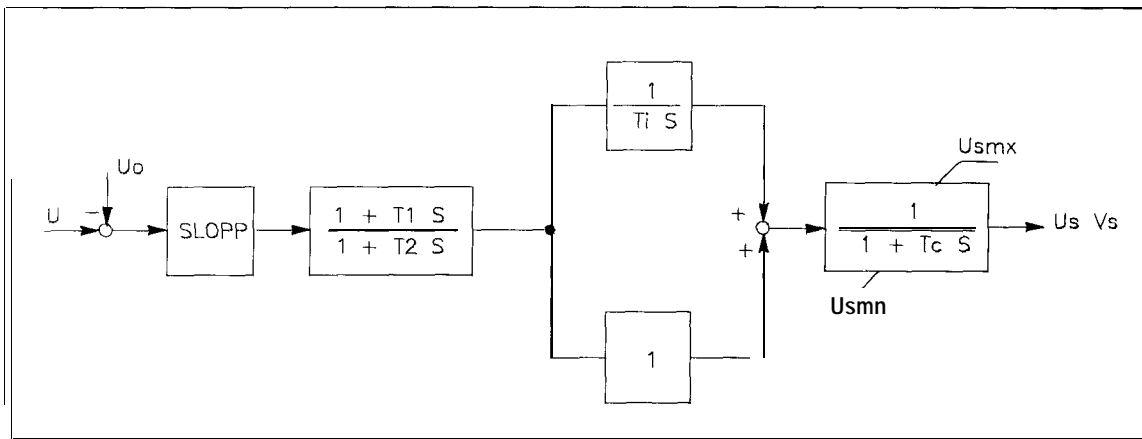 1
Ti S
Usmx
Uo
U
-
SLOPP
1 + T1 S
1 + T2 S
+
+
1
1 + Tc S
Us Vs
Usmn
1